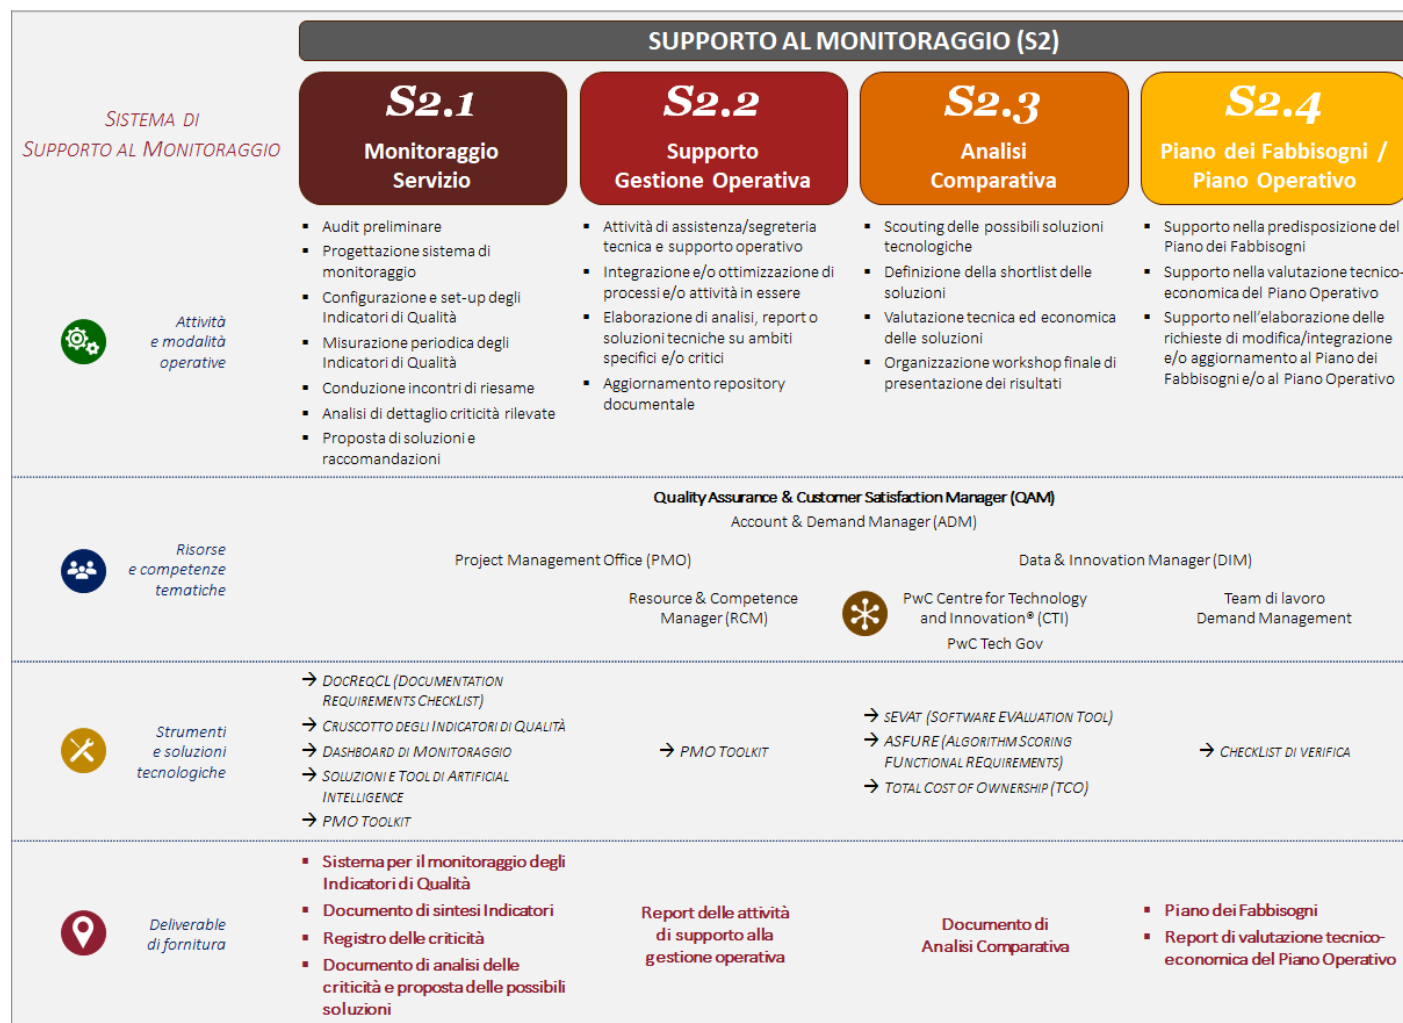 SUPPORTO AL MONITORAGGIO (S2)
SISTEMA DI
SUPPORTO AL MONITORAGGIO
S2.1
Monitoraggio
Servizio
S2.2
Supporto
Gestione Operativa
S2.3
Analisi
Comparativa
S2.4
Piano dei Fabbisogni /
Piano Operativo
Attività
e modalità
operative
▪ Audit preliminare
▪ Progettazione sistema di
monitoraggio
▪ Configurazione e set-up degli
Indicatori di Qualità
▪ Misurazione periodica degli
Indicatori di Qualità
▪ Conduzione incontri di riesame
▪ Analisi di dettaglio criticità rilevate
▪ Proposta di soluzioni e
raccomandazioni
▪ Attività di assistenza/segreteria
tecnica e supporto operativo
▪ Integrazione e/o ottimizzazione di
processi e/o attività in essere
▪ Elaborazione di analisi, report o
soluzioni tecniche su ambiti
specifici e/o critici
▪ Aggiornamento repository
documentale
▪ Scouting delle possibili soluzioni
tecnologiche
▪ Definizione della shortlist delle
soluzioni
▪ Valutazione tecnica ed economica
delle soluzioni
▪ Organizzazione workshop finale di
presentazione dei risultati
▪ Supporto nella predisposizione del
Piano dei Fabbisogni
▪ Supporto nella valutazione tecnico-
economica del Piano Operativo
▪ Supporto nell'elaborazione delle
richieste di modifica/integrazione
e/o aggiornamento al Piano dei
Fabbisogni e/o al Piano Operativo
Risorse
e competenze
tematiche
Quality Assurance & Customer Satisfaction Manager (QAM)
Account & Demand Manager (ADM)
Project Management Office (PMO)
Data & Innovation Manager (DIM)
Resource & Competence
Manager (RCM)
PwC Centre for Technology
and Innovation® (CTI)
PwC Tech Gov
Team di lavoro
Demand Management
Strumenti
e soluzioni
tecnologiche
→ DOCREQCL (DOCUMENTATION
REQUIREMENTS CHECKLIST)
→ CRUSCOTTO DEGLI INDICATORI DI QUALITÀ
→ DASHBOARD DI MONITORAGGIO
→ SOLUZIONI E TOOL DI ARTIFICIAL
INTELLIGENCE
→ PMO TOOLKIT
→ PMO TOOLKIT
→ SEVAT (SOFTWARE EVALUATION TOOL)
→ ASFURE (ALGORITHM SCORING
FUNCTIONAL REQUIREMENTS)
→ TOTAL COST OF OWNERSHIP (TCO)
→ CHECKLIST DI VERIFICA
Deliverable
di fornitura
▪ Sistema per il monitoraggio degli
Indicatori di Qualità
▪ Documento di sintesi Indicatori
▪ Registro delle criticità
▪ Documento di analisi delle
criticità e proposta delle possibili
soluzioni
Report delle attività
di supporto alla
gestione operativa
Documento di
Analisi Comparativa
▪ Piano dei Fabbisogni
▪ Report di valutazione tecnico-
economica del Piano Operativo